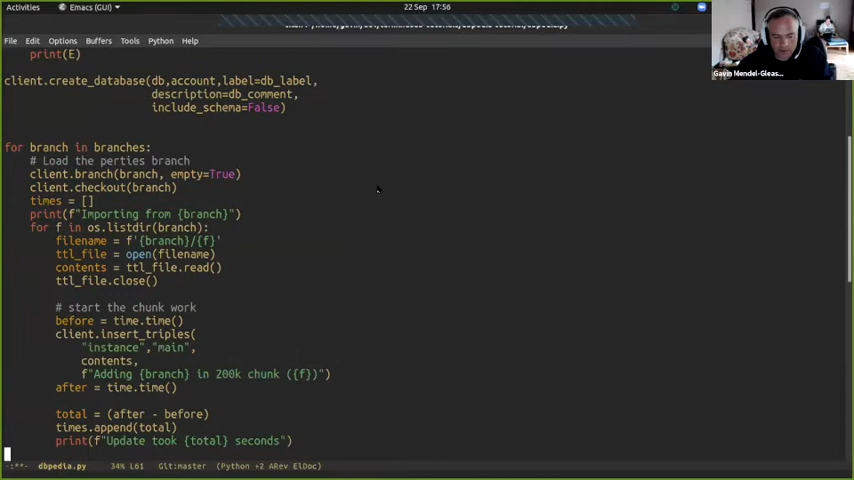 Activities Emacs (GUI) 22 Sep 17:56
File Edit Options Buffers Tools Python Help
print(E)
client.create_database(db,account,label=db_label,
description=db_comment,
include_schema=False)
for branch in branches:
# Load the perties branch
client.branch(branch, empty=True)
client.checkout(branch)
times = []
print(f"Importing from {branch}")
for f in os.listdir(branch):
filename = f'{branch}/{f}'
ttl_file = open(filename)
contents = ttl_file.read()
ttl_file.close()
# start the chunk work
before = time.time()
client.insert_triples(
"instance","main",
contents,
f"Adding {branch} in 200k chunk ({f})")
after = time.time()
total = (after - before)
times.append(total)
print(f"Update took {total} seconds")
-:**- dbpedia.py 34% L61 Git:master (Python +2 ARev ElDoc)
Gavin Mendel-Gleas...